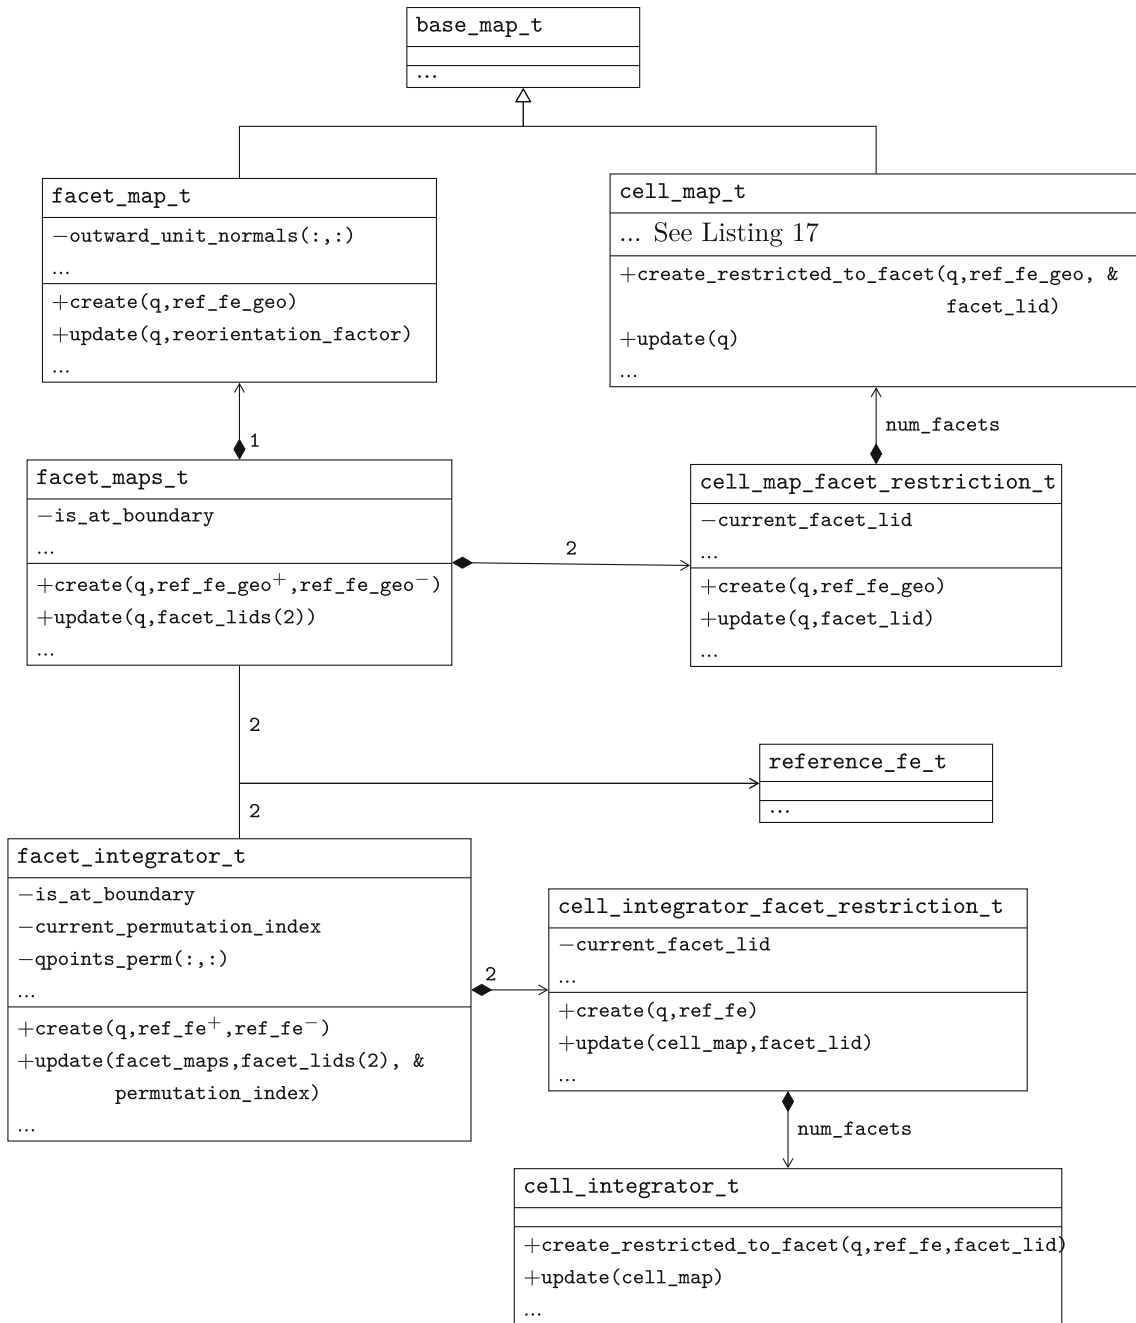 base_map_t
...
facet_map_t
−outward_unit_normals(:,:)
...
+create(q,ref_fe_geo)
+update(q,reorientation_factor)
...
cell_map_t
... See Listing 17
+create_restricted_to_facet(q,ref_fe_geo, &
facet_lid)
+update(q)
...
1
num_facets
facet_maps_t
−is_at_boundary
...
+create(q,ref_fe_geo⁺,ref_fe_geo⁻)
+update(q,facet_lids(2))
...
2
cell_map_facet_restriction_t
−current_facet_lid
...
+create(q,ref_fe_geo)
+update(q,facet_lid)
...
2
2
reference_fe_t
...
facet_integrator_t
−is_at_boundary
−current_permutation_index
−qpoints_perm(:,:)
...
+create(q,ref_fe⁺,ref_fe⁻)
+update(facet_maps,facet_lids(2), &
permutation_index)
...
2
cell_integrator_facet_restriction_t
−current_facet_lid
...
+create(q,ref_fe)
+update(cell_map,facet_lid)
...
num_facets
cell_integrator_t
+create_restricted_to_facet(q,ref_fe,facet_lid)
+update(cell_map)
...